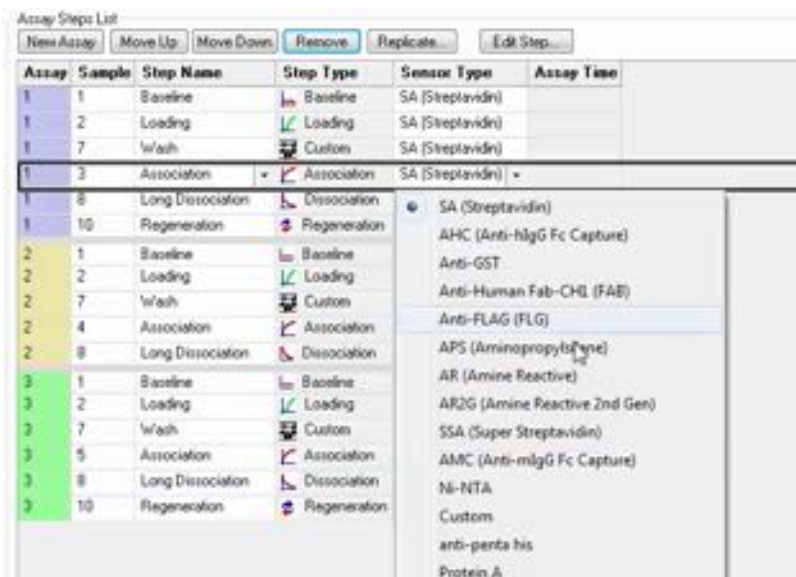 Assay Steps List
New Assay Move Up Move Down Remove Replicate... Edit Step...
Assay Sample Step Name Step Type Sensor Type Assay Time
1 1 Baseline Baseline SA (Streptavidin)
1 2 Loading Loading SA (Streptavidin)
1 7 Wash Custom SA (Streptavidin)
1 3 Association Association SA (Streptavidin)
1 8 Long Dissociation Dissociation
1 10 Regeneration Regeneration
2 1 Baseline Baseline
2 2 Loading Loading
2 7 Wash Custom
2 4 Association Association
2 8 Long Dissociation Dissociation
3 1 Baseline Baseline
3 2 Loading Loading
3 7 Wash Custom
3 5 Association Association
3 8 Long Dissociation Dissociation
3 10 Regeneration Regeneration
SA (Streptavidin)
AHC (Anti-hIgG Fc Capture)
Anti-GST
Anti-Human Fab-CH1 (FAB)
Anti-FLAG (FLG)
APS (Aminopropylsilane)
AR (Amine Reactive)
AR2G (Amine Reactive 2nd Gen)
SSA (Super Streptavidin)
AMC (Anti-mIgG Fc Capture)
Ni-NTA
Custom
anti-penta his
Protein A